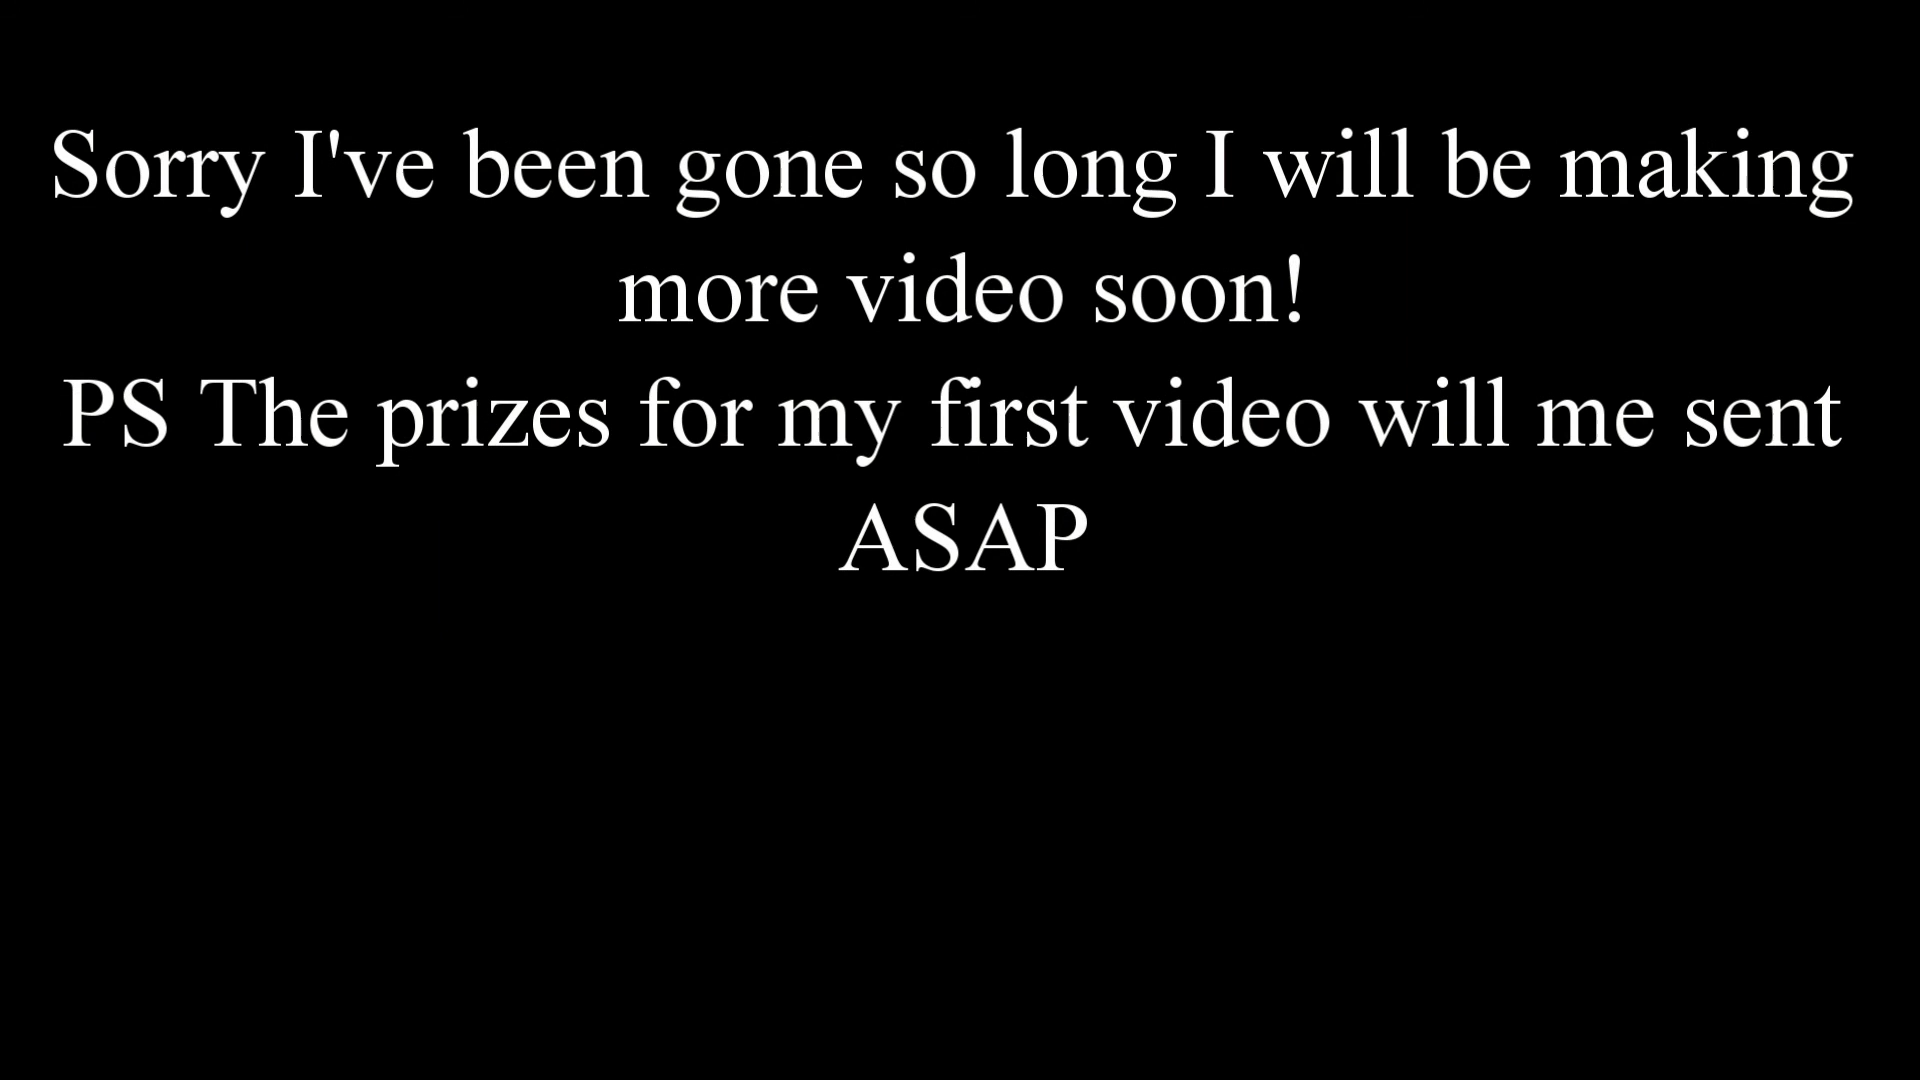 Sorry I've been gone so long I will be making
more video soon!
PS The prizes for my first video will me sent
ASAP